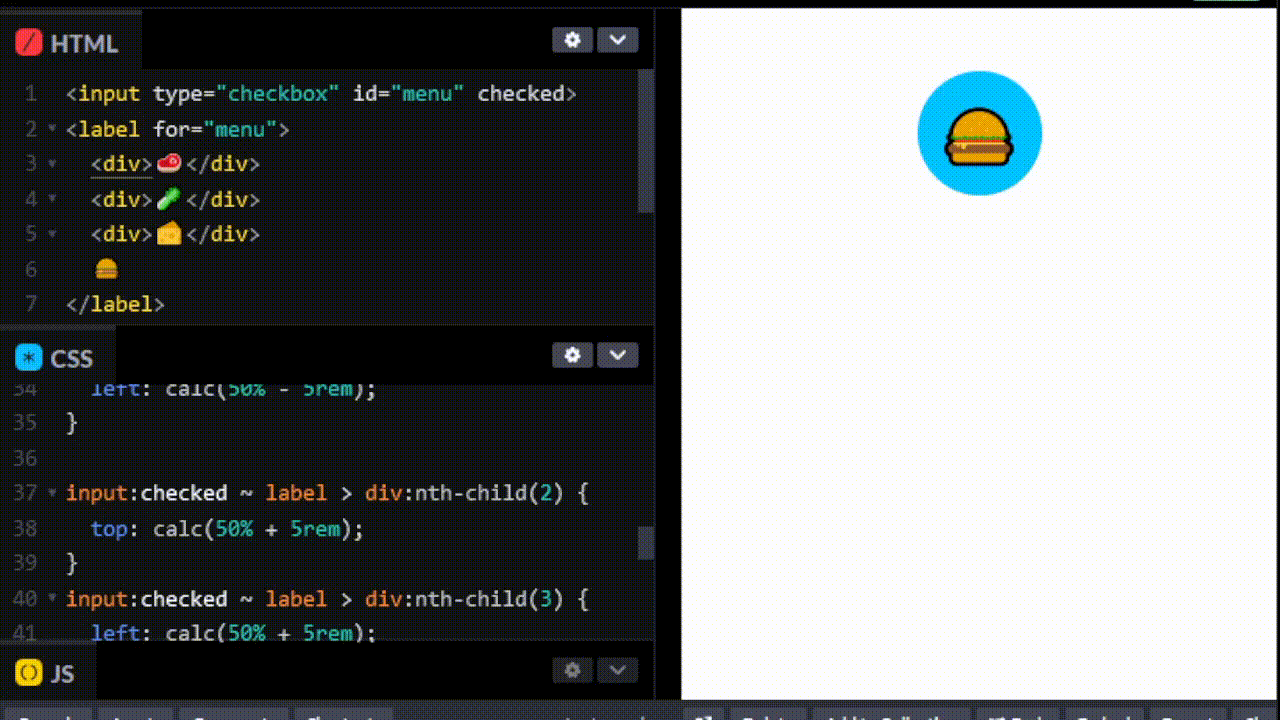 HTML
1 <input type="checkbox" id="menu" checked>
2 <label for="menu">
3 <div>🥩</div>
4 <div>🥒</div>
5 <div>🧀</div>
6 🍔
7 </label>
CSS
34 left: calc(50% - 5rem);
35 }
36
37 input:checked ~ label > div:nth-child(2) {
38 top: calc(50% + 5rem);
39 }
40 input:checked ~ label > div:nth-child(3) {
41 left: calc(50% + 5rem);
JS